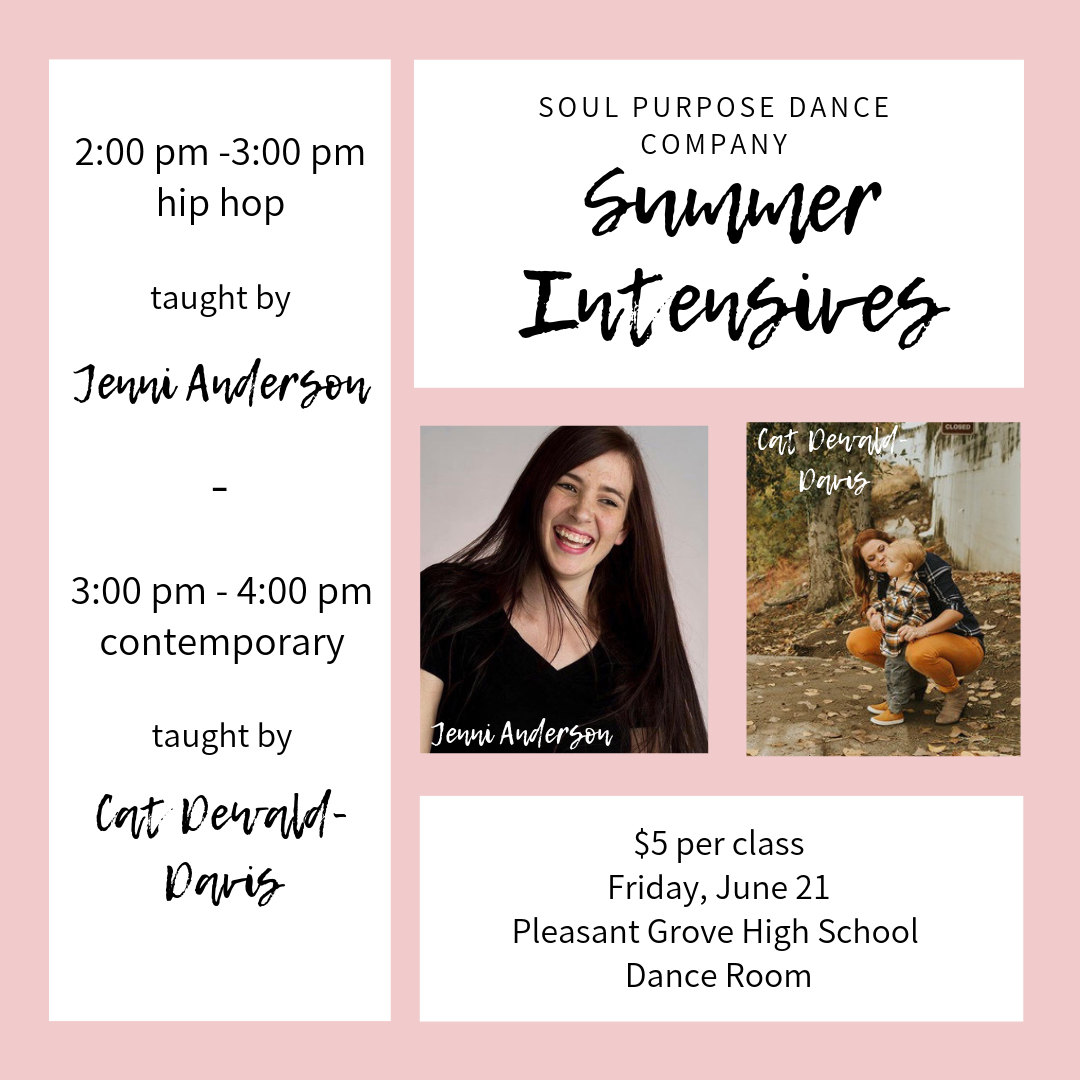 2:00 pm -3:00 pm
hip hop
taught by
Jenni Anderson
-
3:00 pm - 4:00 pm
contemporary
taught by
Cat Dewald-
Davis
SOUL PURPOSE DANCE
COMPANY
Summer
Intensives
Jenni Anderson
Cat Dewald-
Davis
CLOSED
$5 per class
Friday, June 21
Pleasant Grove High School
Dance Room